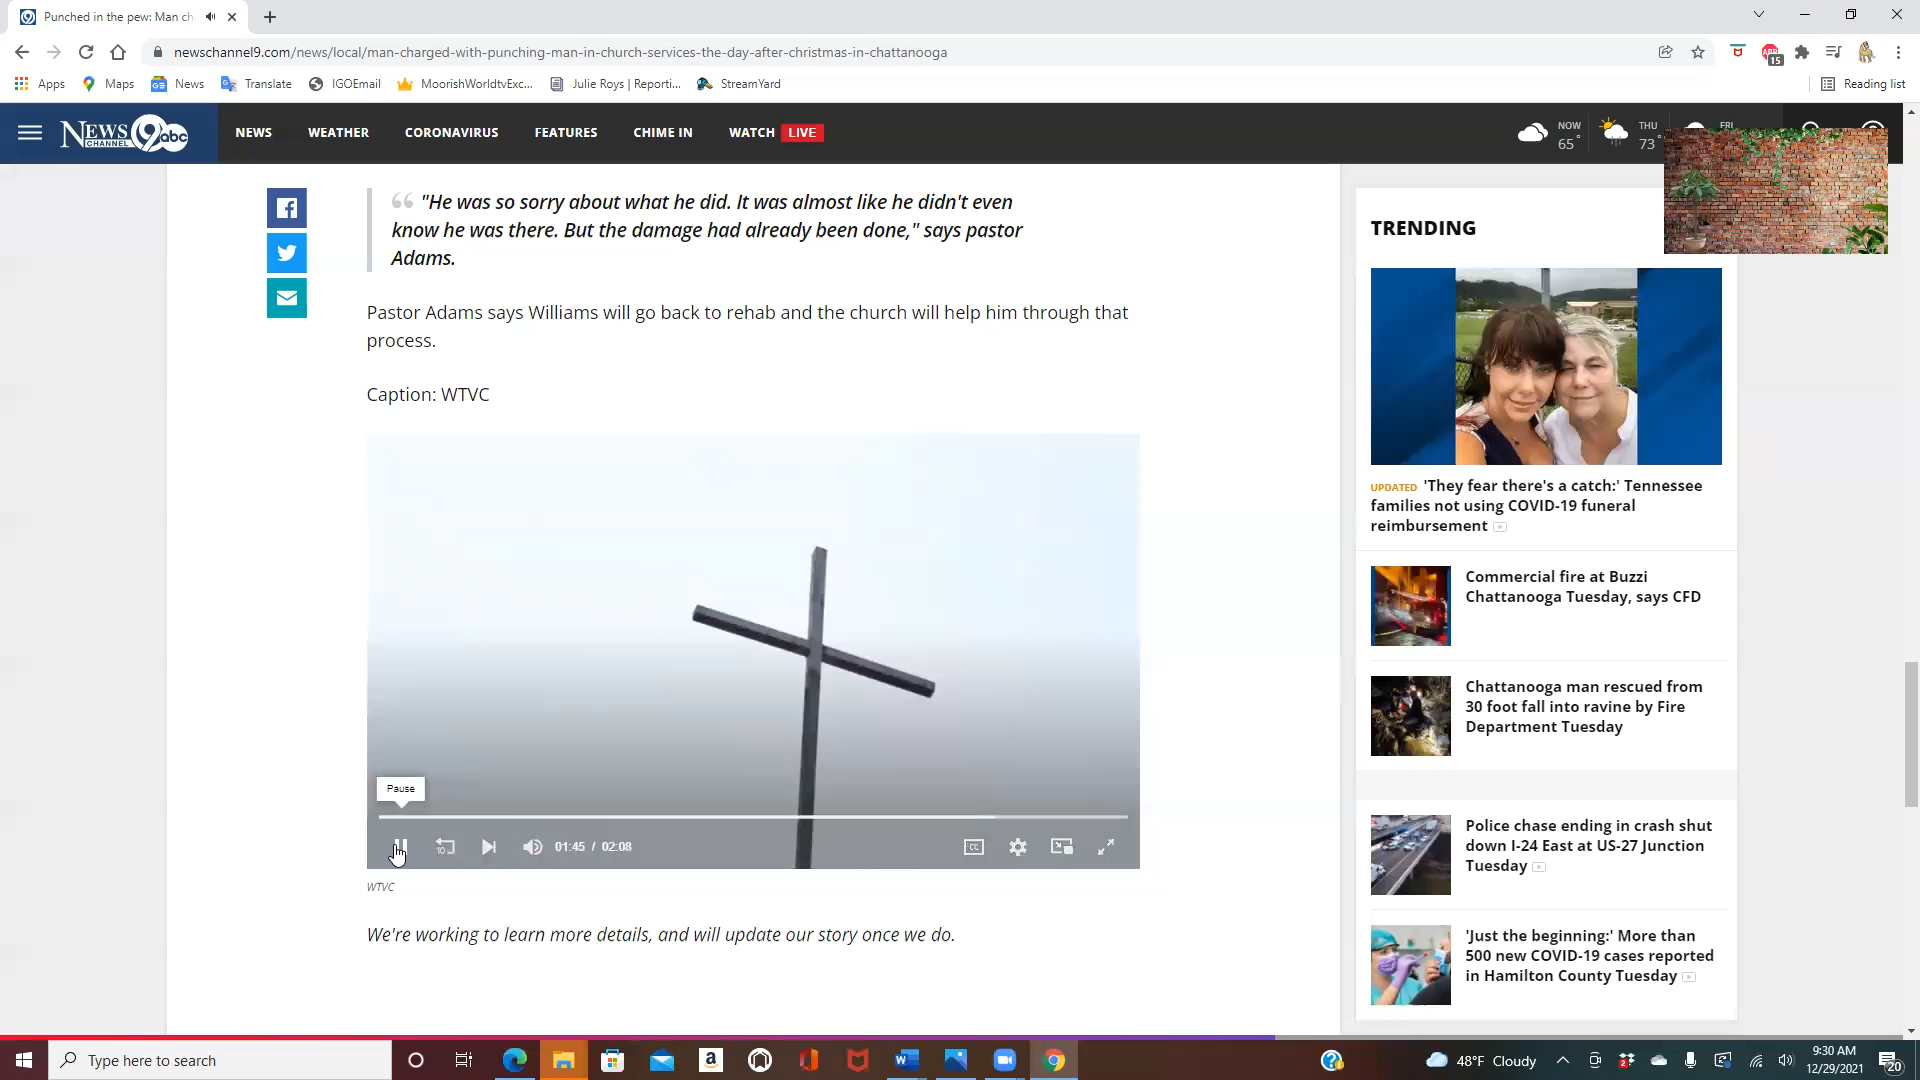 Punched in the pew: Man ch
newschannel9.com/news/local/man-charged-with-punching-man-in-church-services-the-day-after-christmas-in-chattanooga
15
Apps Maps News Translate IGOEmail MoorishWorldtvExc... Julie Roys | Reporti... StreamYard Reading list
NEWS CHANNEL 9 abc
NEWS WEATHER CORONAVIRUS FEATURES CHIME IN WATCH LIVE
NOW 65° THU 73° FRI
"He was so sorry about what he did. It was almost like he didn't even
know he was there. But the damage had already been done," says pastor
Adams.
Pastor Adams says Williams will go back to rehab and the church will help him through that
process.
Caption: WTVC
Pause
10 01:45 / 02:08 CC
WTVC
We're working to learn more details, and will update our story once we do.
TRENDING
UPDATED 'They fear there's a catch:' Tennessee
families not using COVID-19 funeral
reimbursement
Commercial fire at Buzzi
Chattanooga Tuesday, says CFD
Chattanooga man rescued from
30 foot fall into ravine by Fire
Department Tuesday
Police chase ending in crash shut
down I-24 East at US-27 Junction
Tuesday
'Just the beginning:' More than
500 new COVID-19 cases reported
in Hamilton County Tuesday
Type here to search
48°F Cloudy
9:30 AM
12/29/2021
20